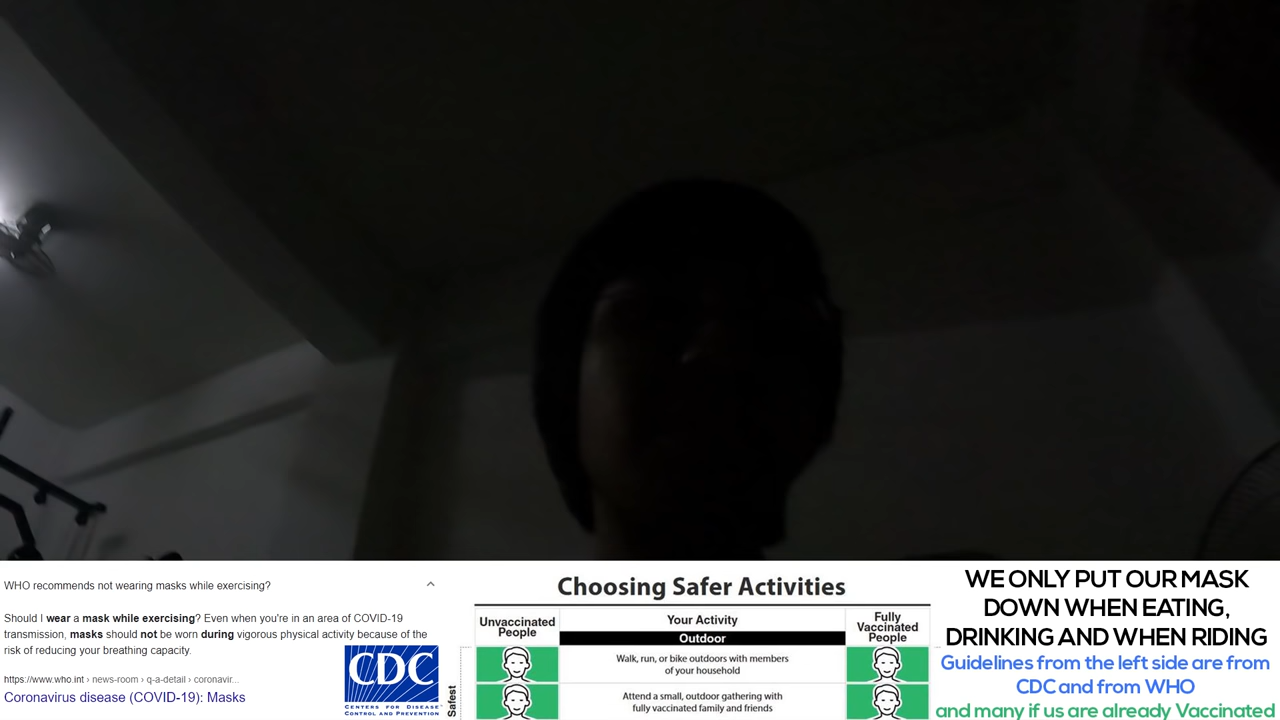 WHO recommends not wearing masks while exercising?
Should I wear a mask while exercising? Even when you're in an area of COVID-19
transmission, masks should not be worn during vigorous physical activity because of the
risk of reducing your breathing capacity.
https://www.who.int › news-room › q-a-detail › coronavir...
Coronavirus disease (COVID-19): Masks
CDC
CENTERS FOR DISEASE
CONTROL AND PREVENTION
Choosing Safer Activities
Unvaccinated
People
Your Activity
Fully
Vaccinated
People
Outdoor
Safest
Walk, run, or bike outdoors with members
of your household
Attend a small, outdoor gathering with
fully vaccinated family and friends
WE ONLY PUT OUR MASK
DOWN WHEN EATING,
DRINKING AND WHEN RIDING
Guidelines from the left side are from
CDC and from WHO
and many if us are already Vaccinated